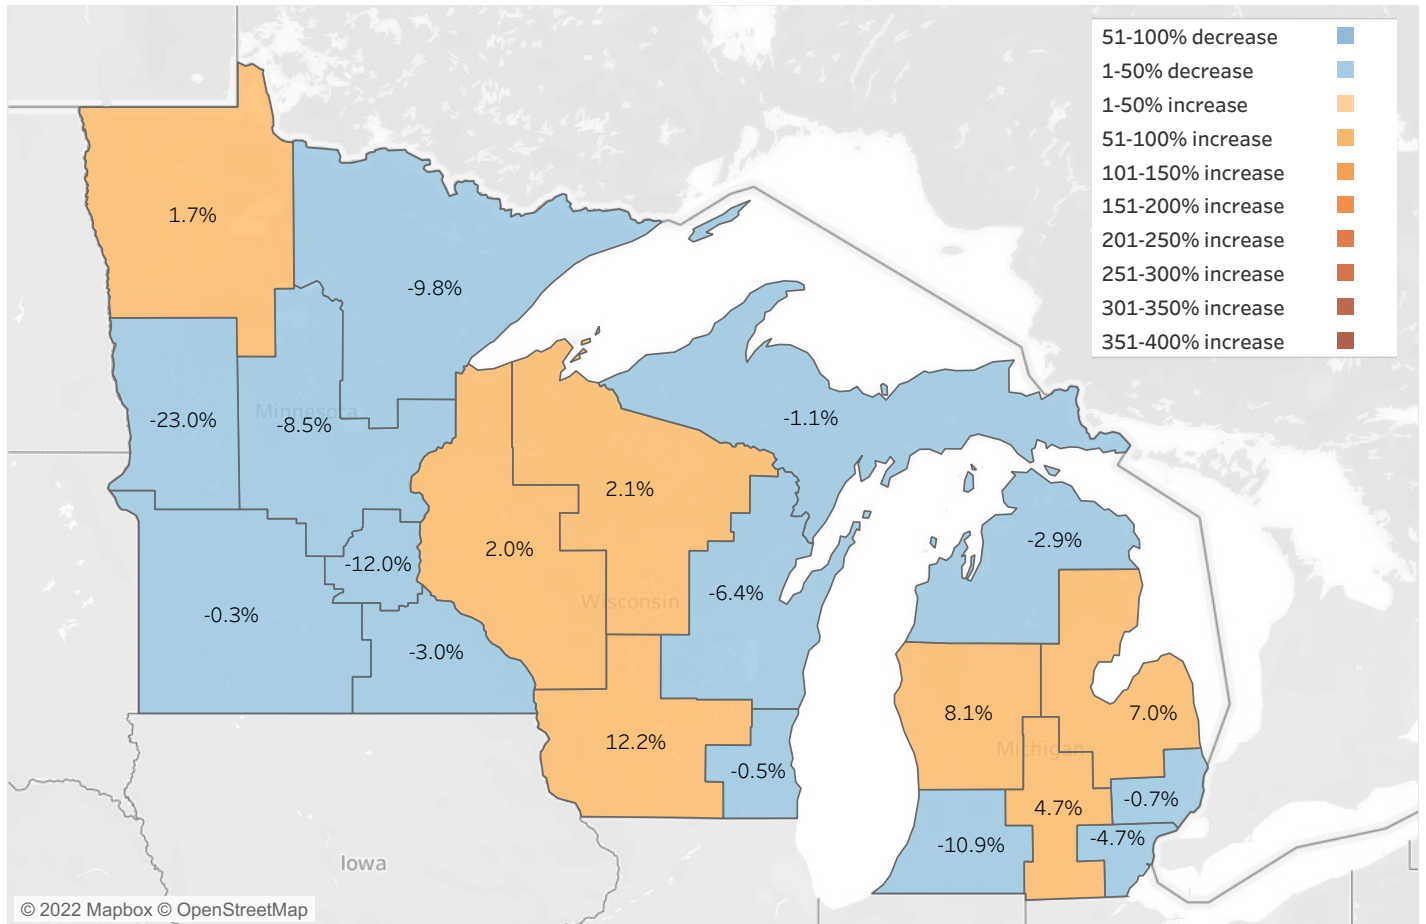 51-100% decrease
1-50% decrease
1-50% increase
51-100% increase
101-150% increase
151-200% increase
201-250% increase
251-300% increase
301-350% increase
351-400% increase
1.7%
-9.8%
-23.0%
Minnesota
-8.5%
-1.1%
2.1%
2.0%
-12.0%
-2.9%
-6.4%
Wisconsin
-0.3%
-3.0%
8.1%
7.0%
12.2%
Michigan
-0.5%
-0.7%
4.7%
-4.7%
-10.9%
Iowa
© 2022 Mapbox © OpenStreetMap